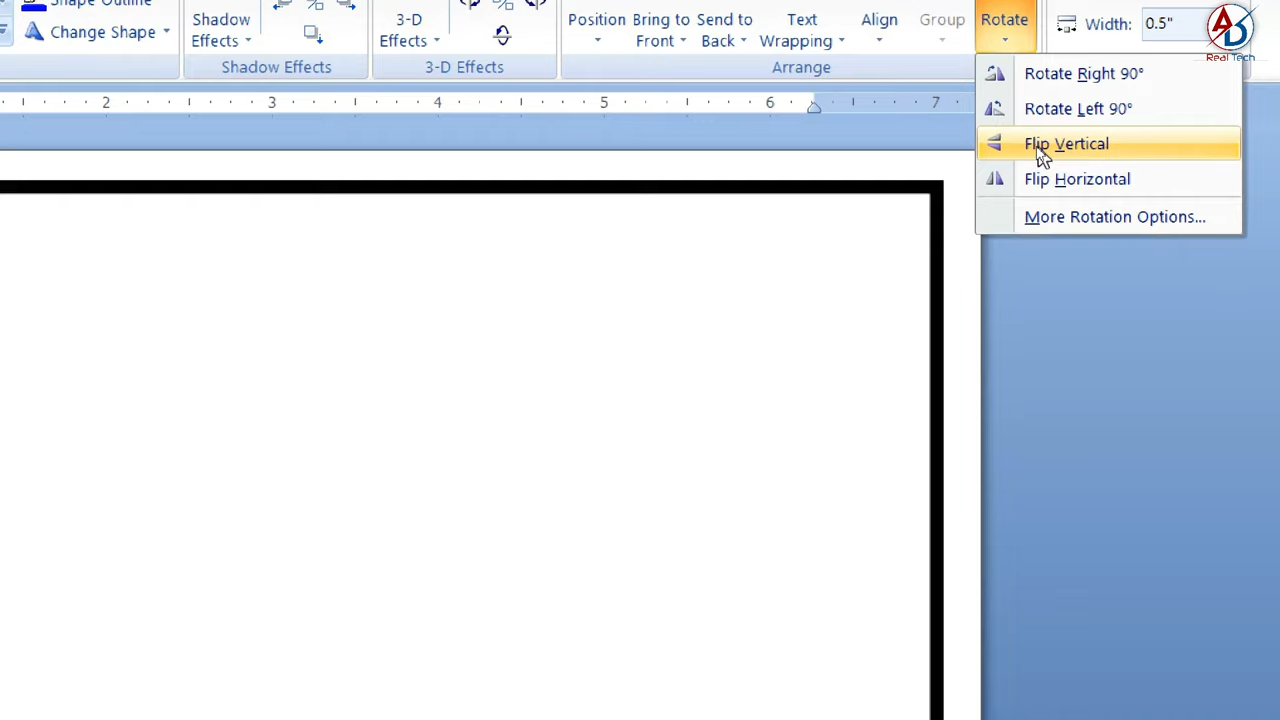 Shape Outline
Change Shape
Shadow Effects
Shadow Effects
3-D Effects
3-D Effects
Position
Bring to Front
Send to Back
Text Wrapping
Align
Group
Rotate
Arrange
Width: 0.5"
Real Tech
Rotate Right 90°
Rotate Left 90°
Flip Vertical
Flip Horizontal
More Rotation Options...
2 3 4 5 6 7